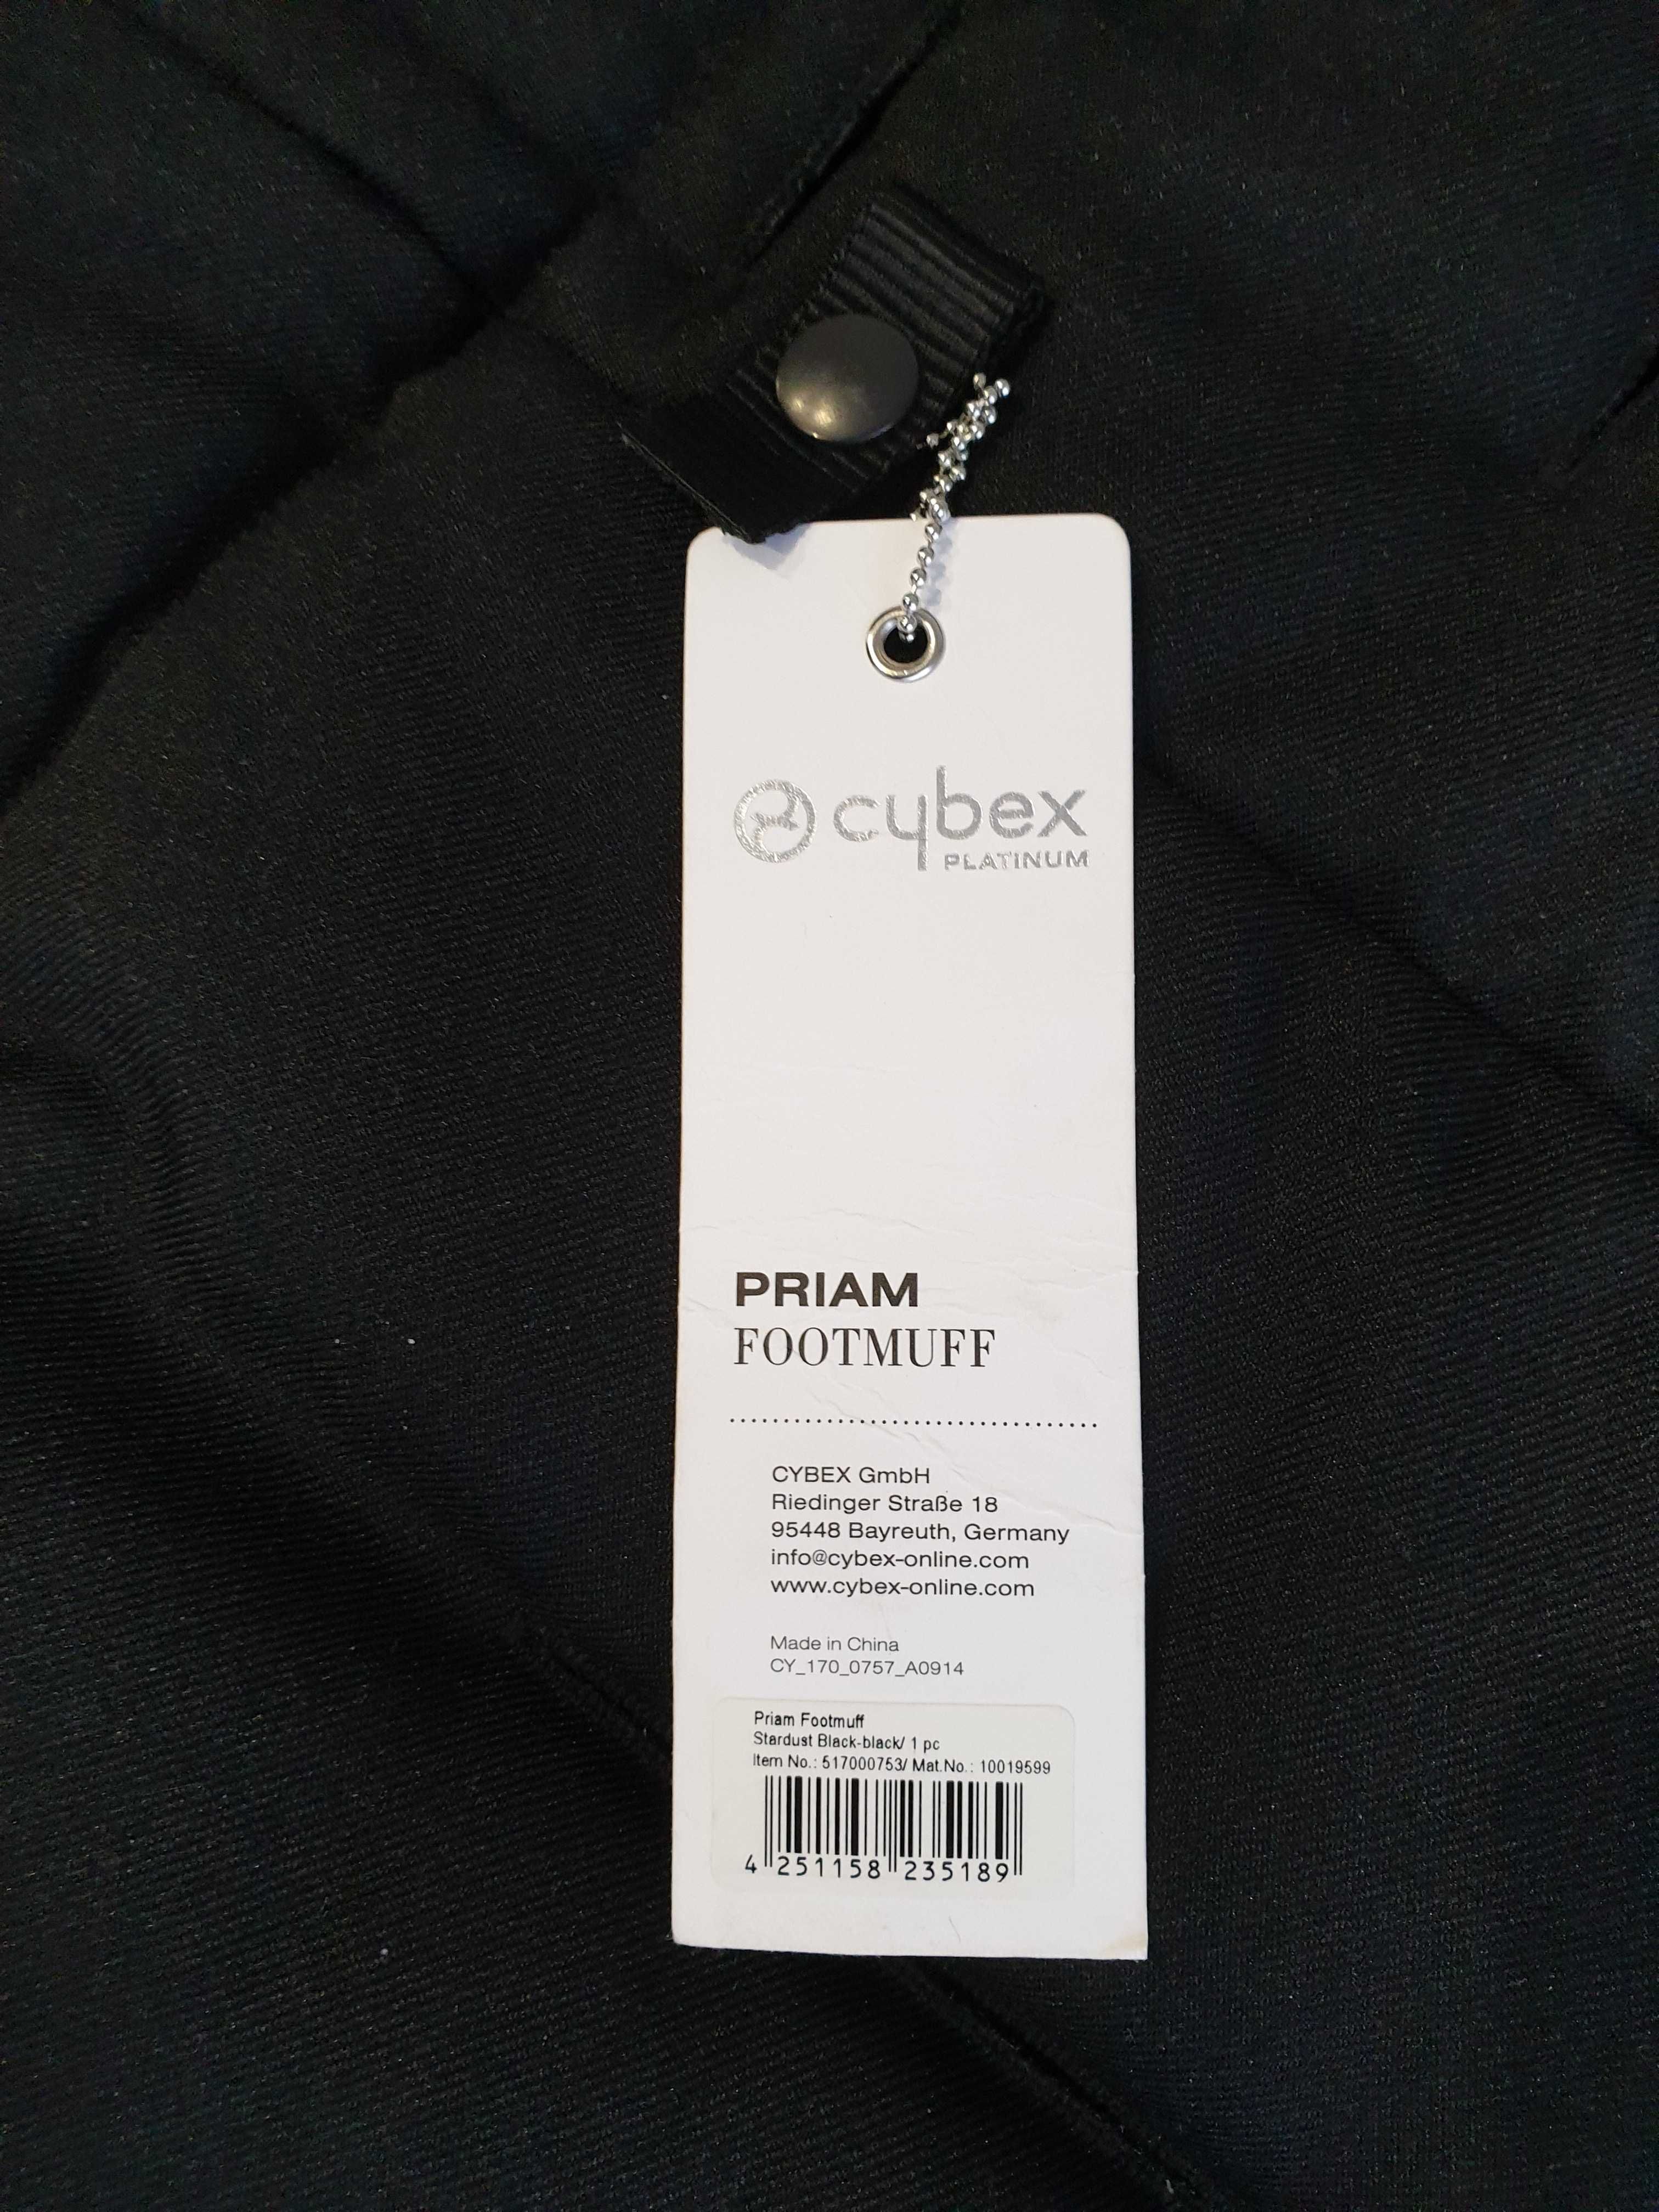 cybex
PLATINUM
PRIAM
FOOTMUFF
CYBEX GmbH
Riedinger Straße 18
95448 Bayreuth, Germany
info@cybex-online.com
www.cybex-online.com
Made in China
CY_170_0757_A0914
Priam Footmuff
Stardust Black-black/ 1 pc
Item No.: 517000753/ Mat.No.: 10019599
4 251158 235189